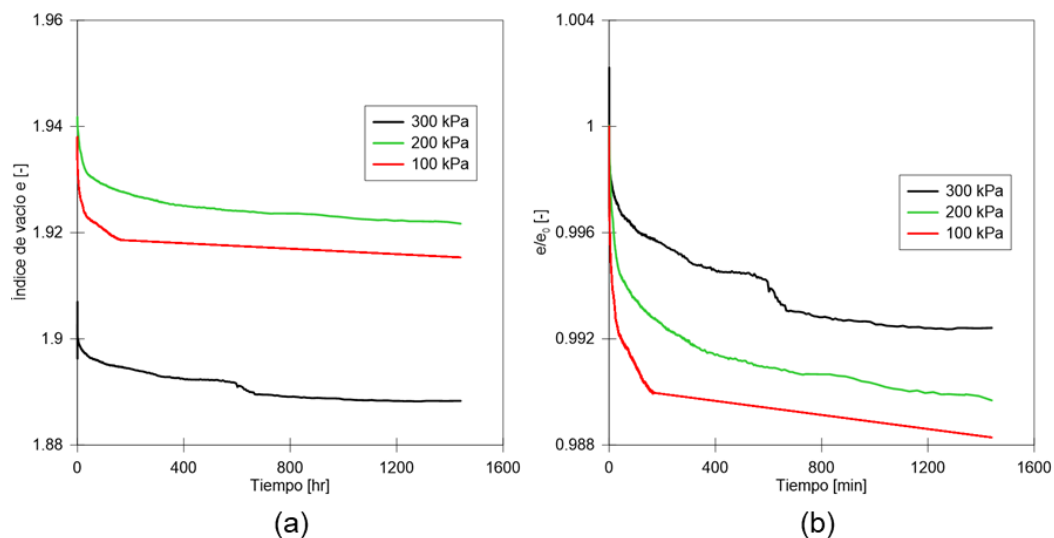 1.96
1.94
1.92
1.9
1.88
Índice de vacío e [-]
300 kPa
200 kPa
100 kPa
0
400
800
1200
1600
Tiempo [hr]
(a)
1.004
1
0.996
0.992
0.988
e/e₀ [-]
300 kPa
200 kPa
100 kPa
0
400
800
1200
1600
Tiempo [min]
(b)